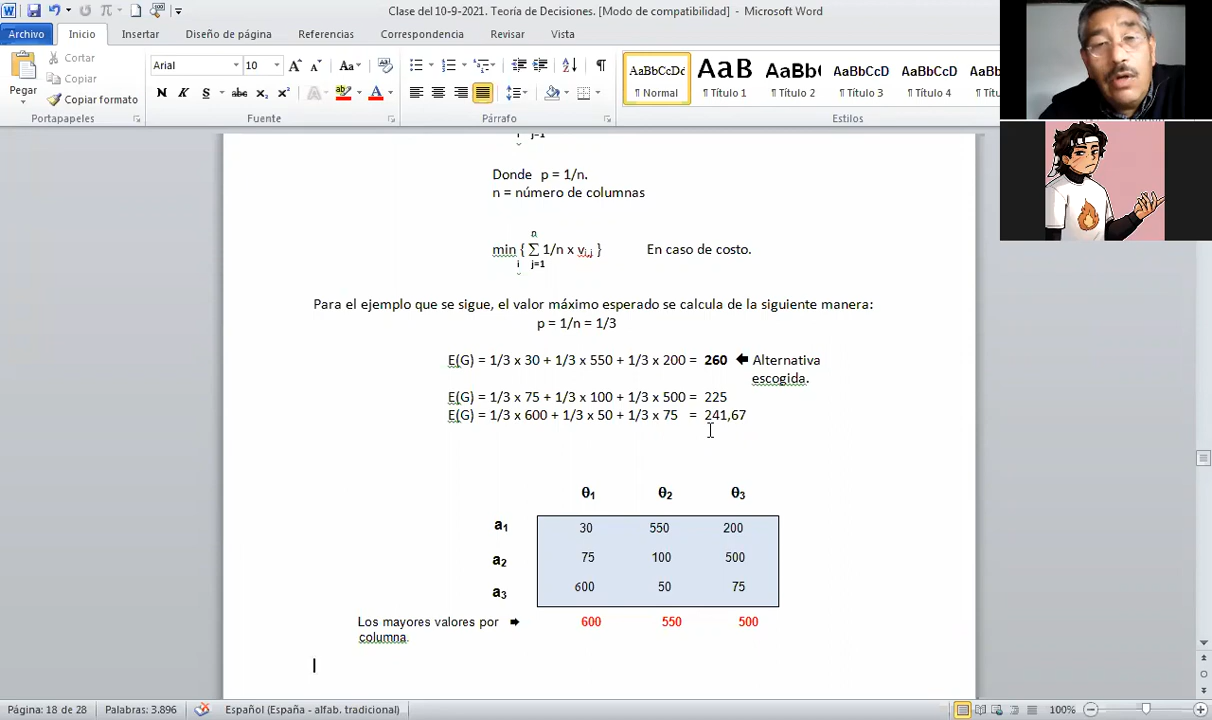 Clase del 10-9-2021. Teoría de Decisiones. [Modo de compatibilidad] - Microsoft Word
Archivo Inicio Insertar Diseño de página Referencias Correspondencia Revisar Vista
Pegar
Cortar
Copiar
Copiar formato
Portapapeles
Arial 10
Fuente
Párrafo
AaBbCcDc AaB AaBb( AaBbCcD AaBbCcD AaBb
¶ Normal ¶ Título 1 ¶ Título 2 ¶ Título 3 ¶ Título 4 ¶ Títu
Estilos
i j=1
Donde p = 1/n.
n = número de columnas
n
min { ∑ 1/n x vi,j } En caso de costo.
i j=1
Para el ejemplo que se sigue, el valor máximo esperado se calcula de la siguiente manera:
p = 1/n = 1/3
E(G) = 1/3 x 30 + 1/3 x 550 + 1/3 x 200 = 260 🡄 Alternativa
escogida.
E(G) = 1/3 x 75 + 1/3 x 100 + 1/3 x 500 = 225
E(G) = 1/3 x 600 + 1/3 x 50 + 1/3 x 75 = 241,67
θ1 θ2 θ3
a1 30 550 200
a2 75 100 500
a3 600 50 75
Los mayores valores por 🡆 600 550 500
columna.
Página: 18 de 28 Palabras: 3.896 Español (España - alfab. tradicional) 100%